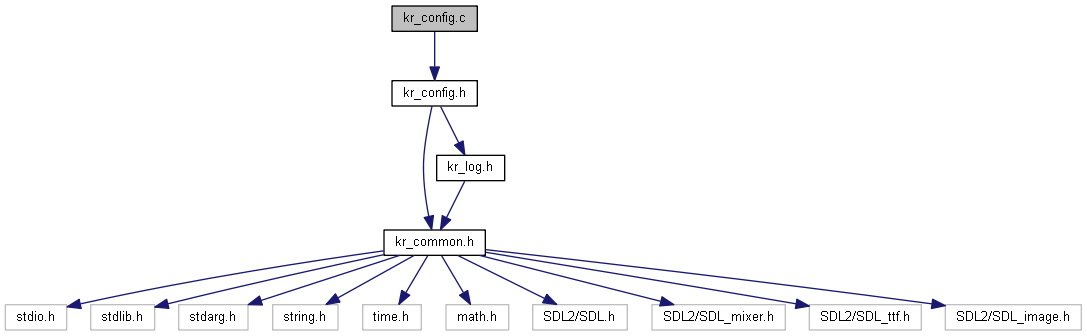 kr_config.c
kr_config.h
kr_log.h
kr_common.h
stdio.h
stdlib.h
stdarg.h
string.h
time.h
math.h
SDL2/SDL.h
SDL2/SDL_mixer.h
SDL2/SDL_ttf.h
SDL2/SDL_image.h